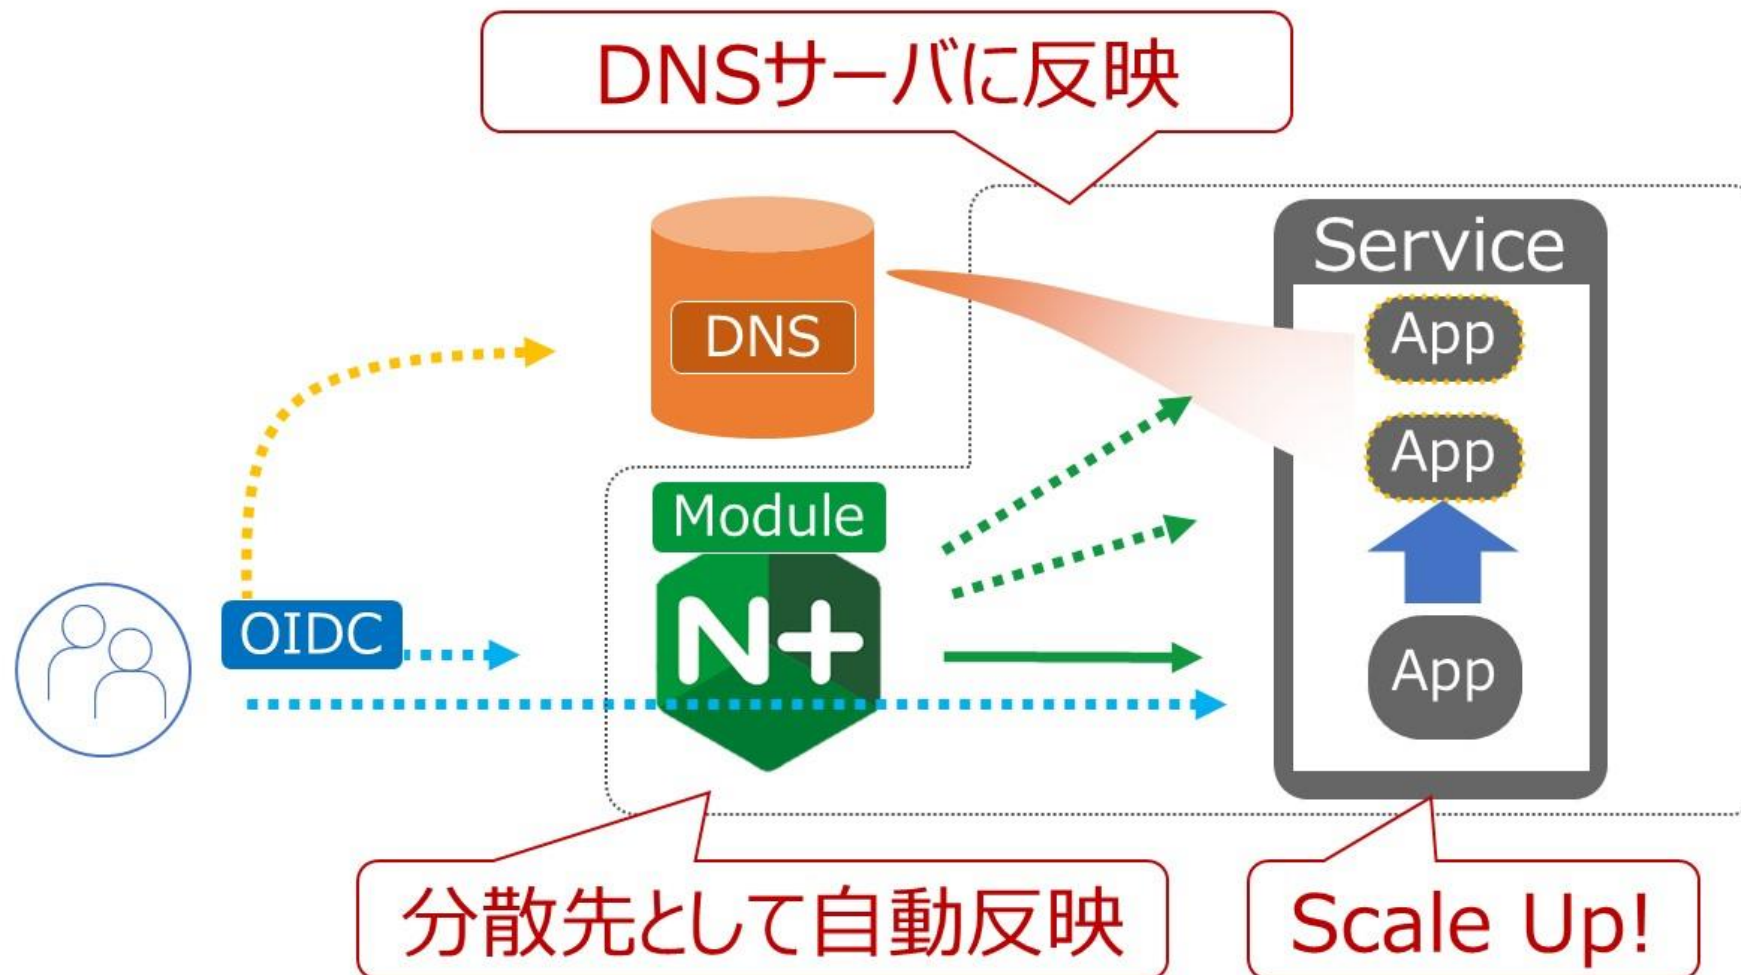 DNSサーバに反映
Service
App
DNS
App
Module
OIDC
N+
App
分散先として自動反映
Scale Up!